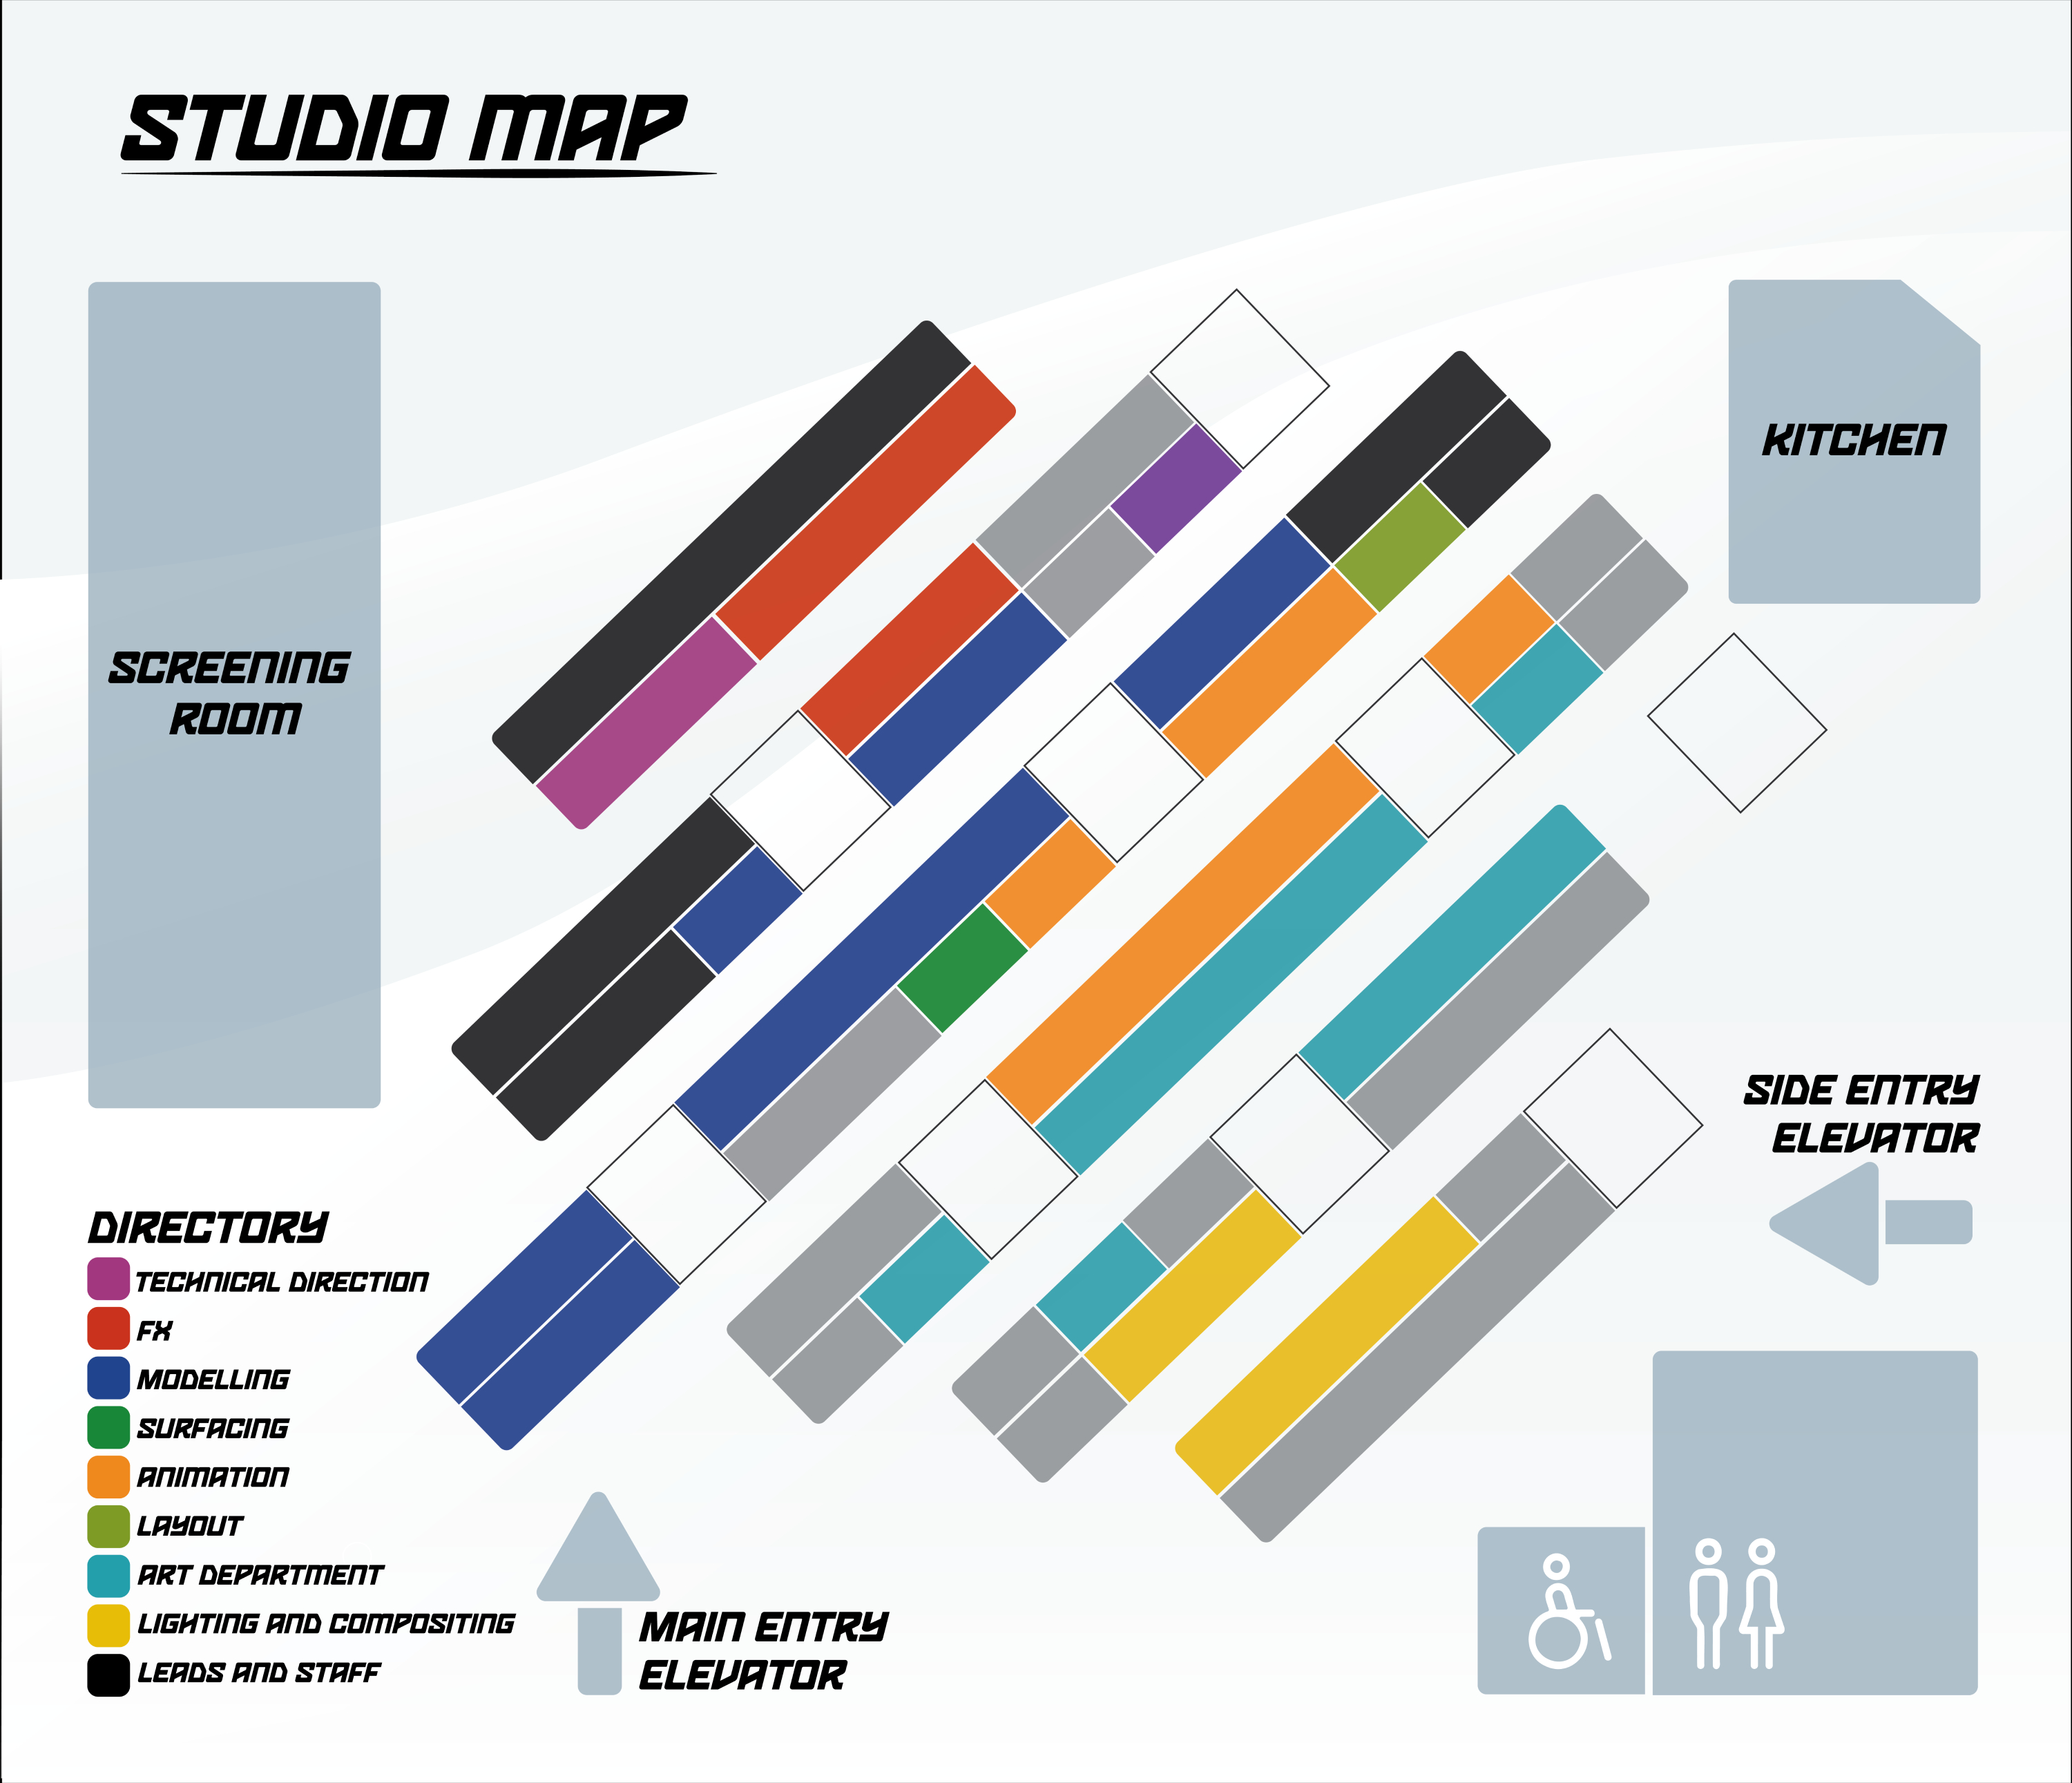 STUDIO MAP
KITCHEN
SCREENING
ROOM
SIDE ENTRY
ELEVATOR
DIRECTORY
TECHNICAL DIRECTION
FX
MODELLING
SURFACING
ANIMATION
LAYOUT
ART DEPARTMENT
LIGHTING AND COMPOSITING
LEADS AND STAFF
MAIN ENTRY
ELEVATOR